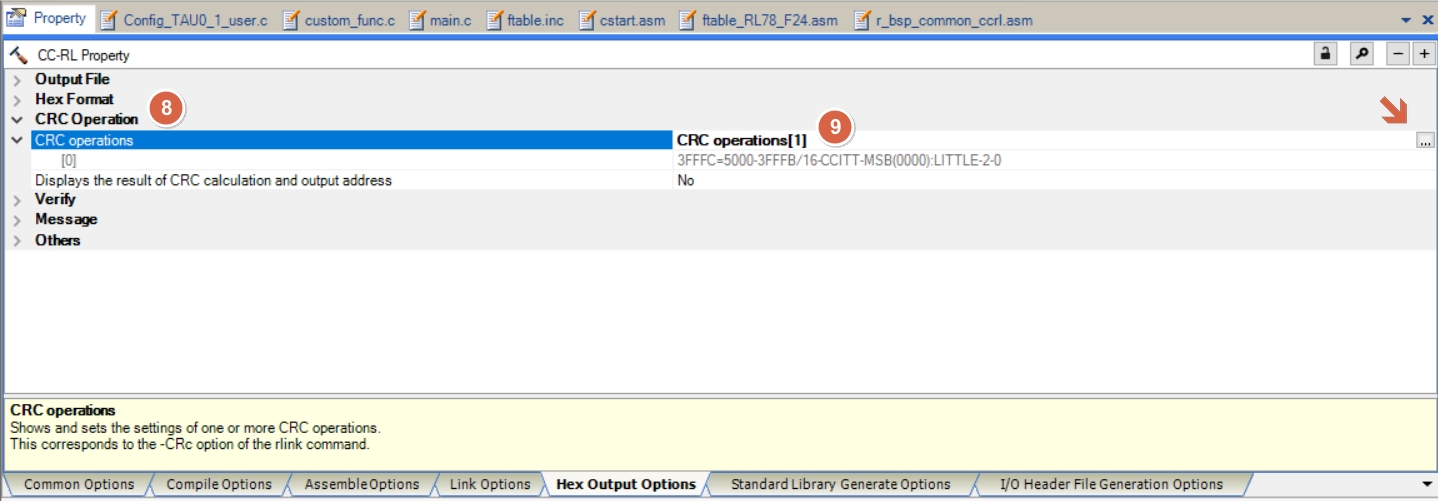 Property Config_TAU0_1_user.c custom_func.c main.c ftable.inc cstart.asm ftable_RL78_F24.asm r_bsp_common_ccrl.asm
CC-RL Property
Output File
Hex Format
8
CRC Operation
9
CRC operations CRC operations[1] ...
[0] 3FFFC=5000-3FFFB/16-CCITT-MSB(0000):LITTLE-2-0
Displays the result of CRC calculation and output address No
Verify
Message
Others
CRC operations
Shows and sets the settings of one or more CRC operations.
This corresponds to the -CRc option of the rlink command.
Common Options Compile Options Assemble Options Link Options Hex Output Options Standard Library Generate Options I/O Header File Generation Options